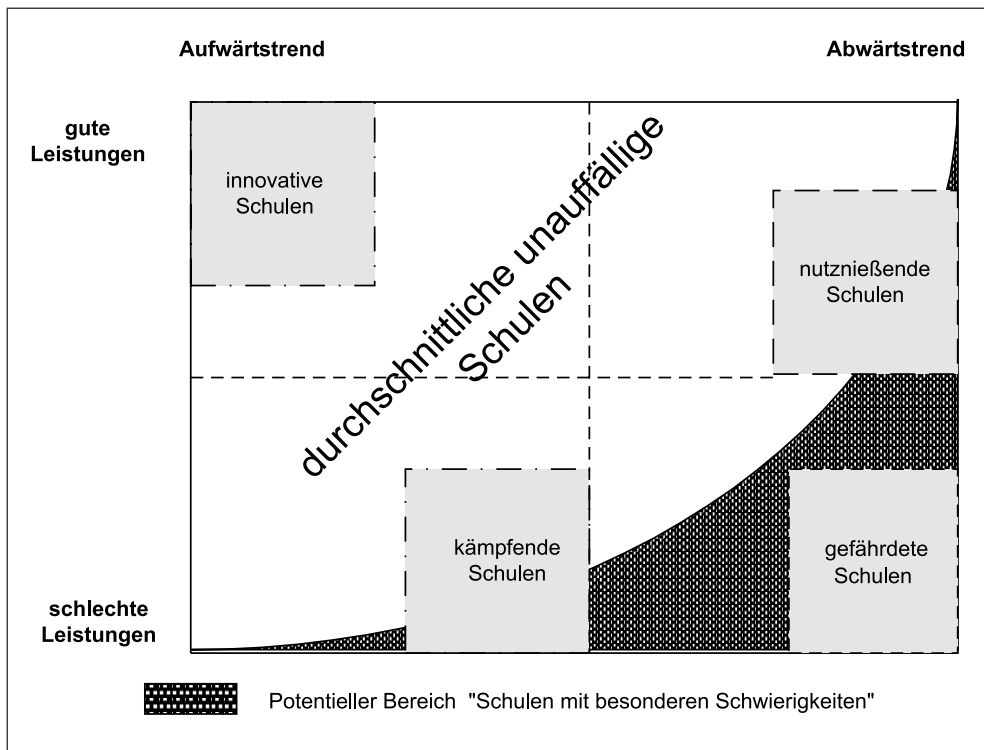 Aufwärtstrend
Abwärtstrend
gute
Leistungen
innovative
Schulen
durchschnittliche unauffällige
Schulen
nutznießende
Schulen
kämpfende
Schulen
gefährdete
Schulen
schlechte
Leistungen
Potentieller Bereich "Schulen mit besonderen Schwierigkeiten"